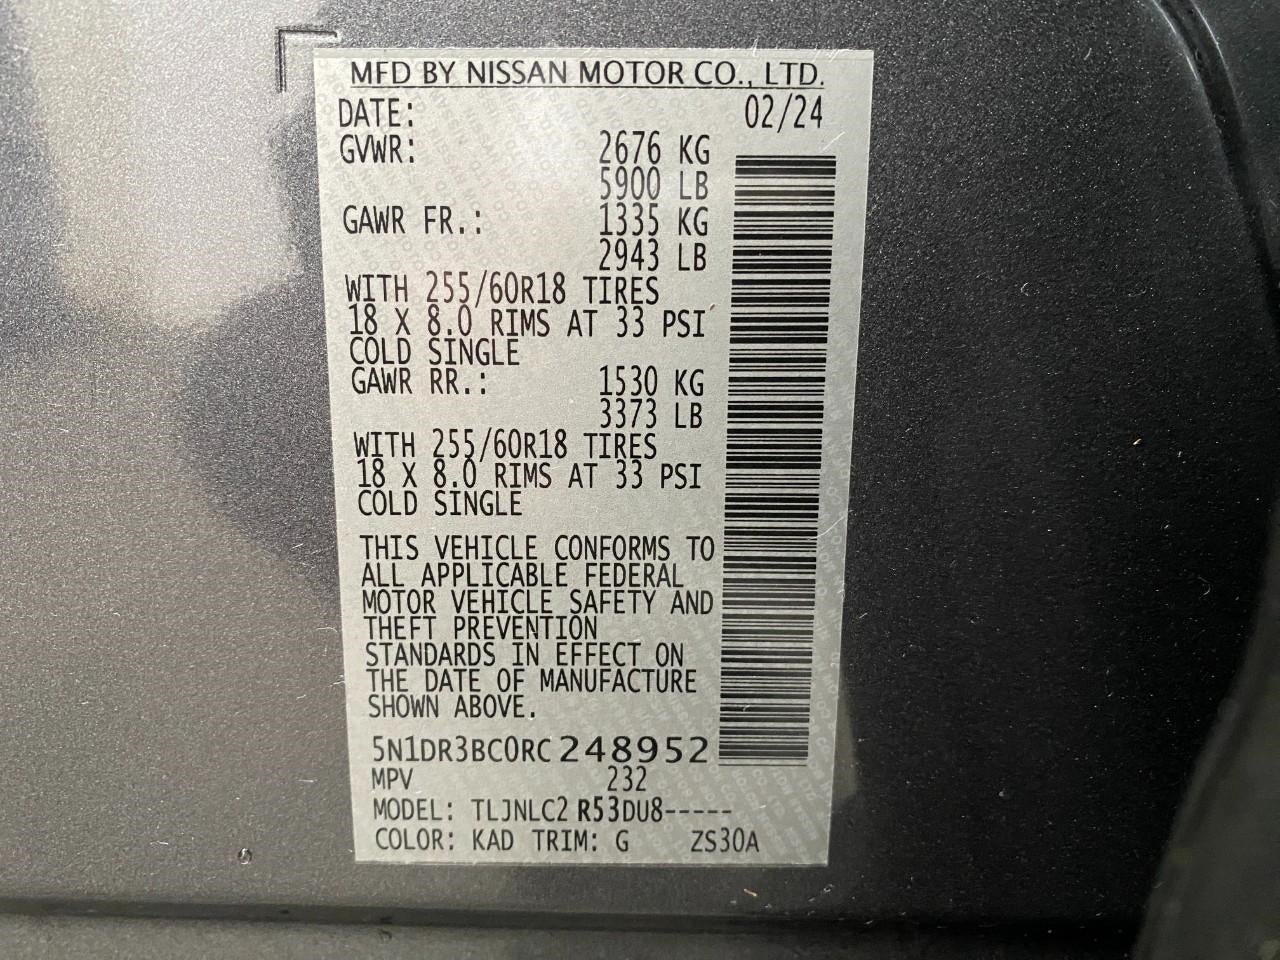 MFD BY NISSAN MOTOR CO., LTD.
DATE: 02/24
GVWR: 2676 KG
5900 LB
GAWR FR.: 1335 KG
2943 LB
WITH 255/60R18 TIRES
18 X 8.0 RIMS AT 33 PSI
COLD SINGLE
GAWR RR.: 1530 KG
3373 LB
WITH 255/60R18 TIRES
18 X 8.0 RIMS AT 33 PSI
COLD SINGLE
THIS VEHICLE CONFORMS TO
ALL APPLICABLE FEDERAL
MOTOR VEHICLE SAFETY AND
THEFT PREVENTION
STANDARDS IN EFFECT ON
THE DATE OF MANUFACTURE
SHOWN ABOVE.
5N1DR3BC0RC248952
MPV 232
MODEL: TLJNLC2 R53DU8-----
COLOR: KAD TRIM: G ZS30A